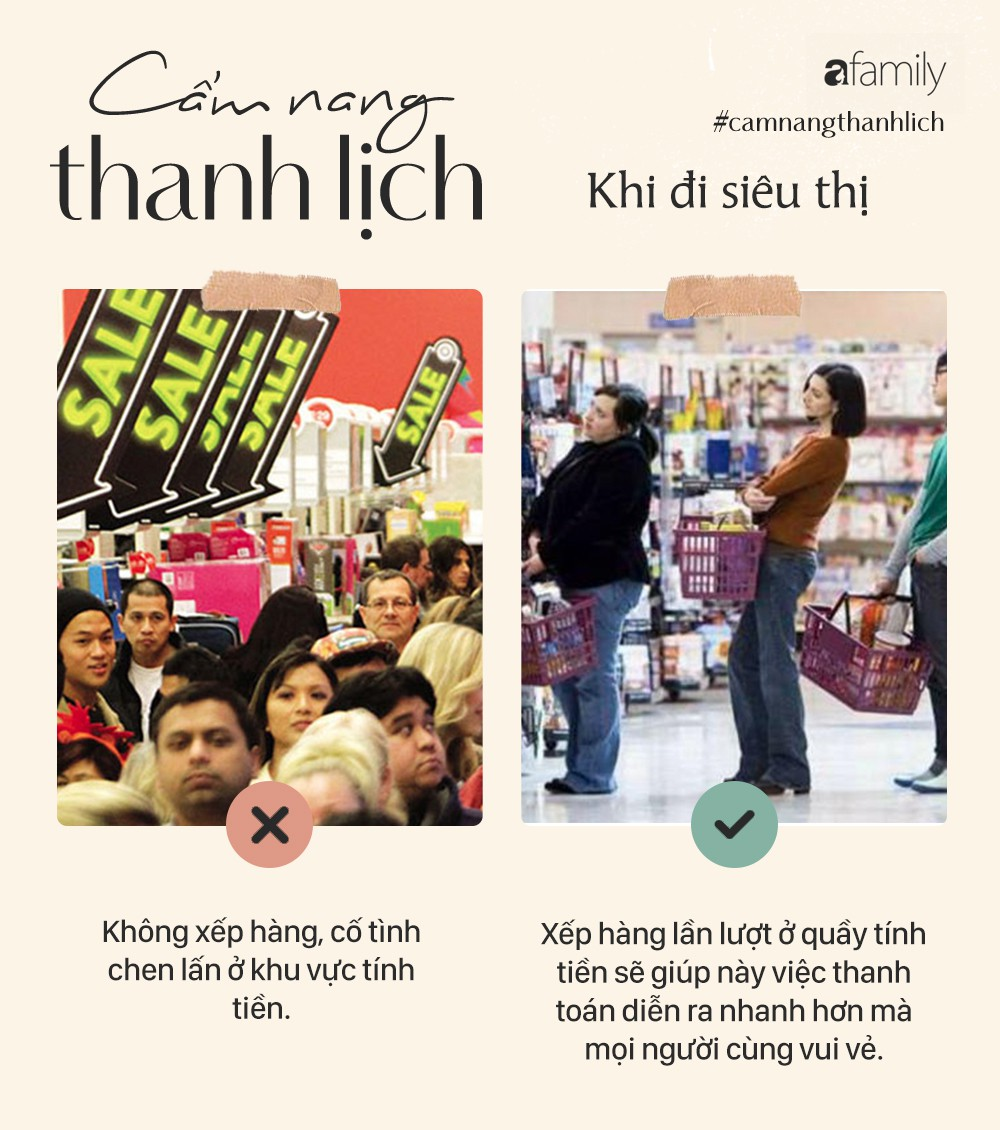 Cẩm nang
thanh lịch
afamily
#camnangthanhlich
Khi đi siêu thị
SALE
SALE
SALE
SALE
SALE
Không xếp hàng, cố tình
chen lấn ở khu vực tính
tiền.
Xếp hàng lần lượt ở quầy tính
tiền sẽ giúp này việc thanh
toán diễn ra nhanh hơn mà
mọi người cùng vui vẻ.